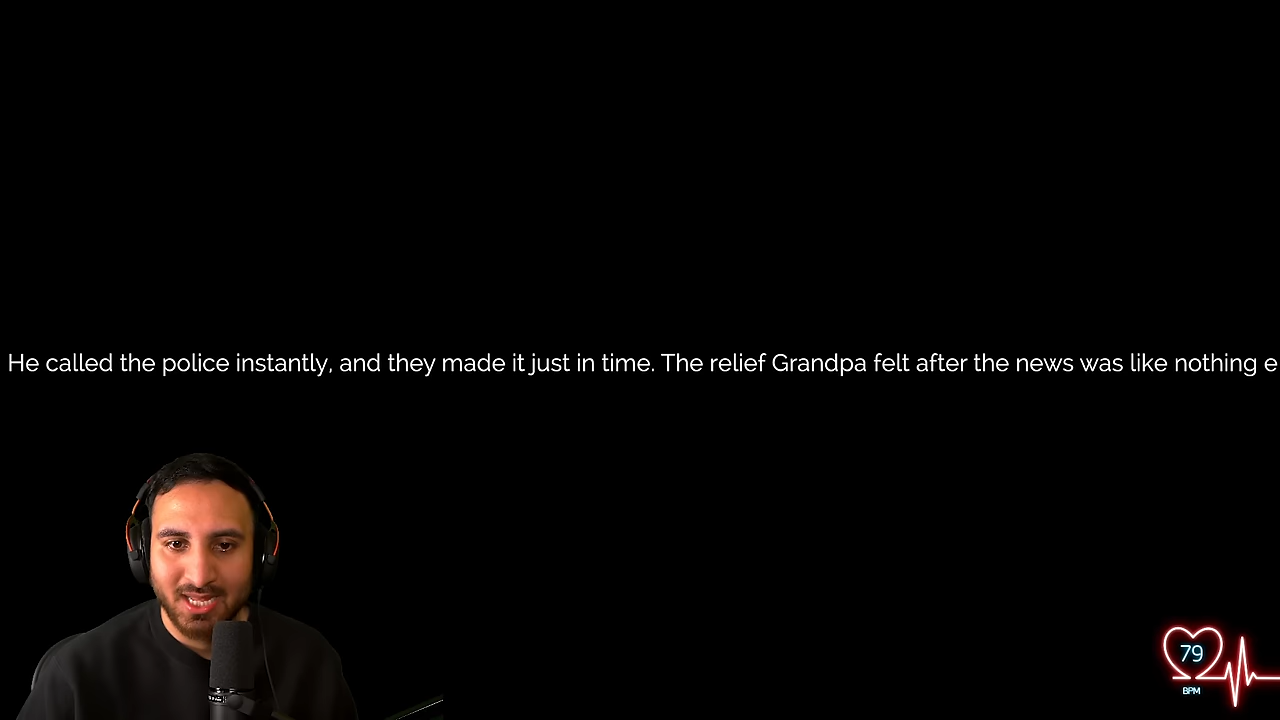 He called the police instantly, and they made it just in time. The relief Grandpa felt after the news was like nothing e
79
BPM